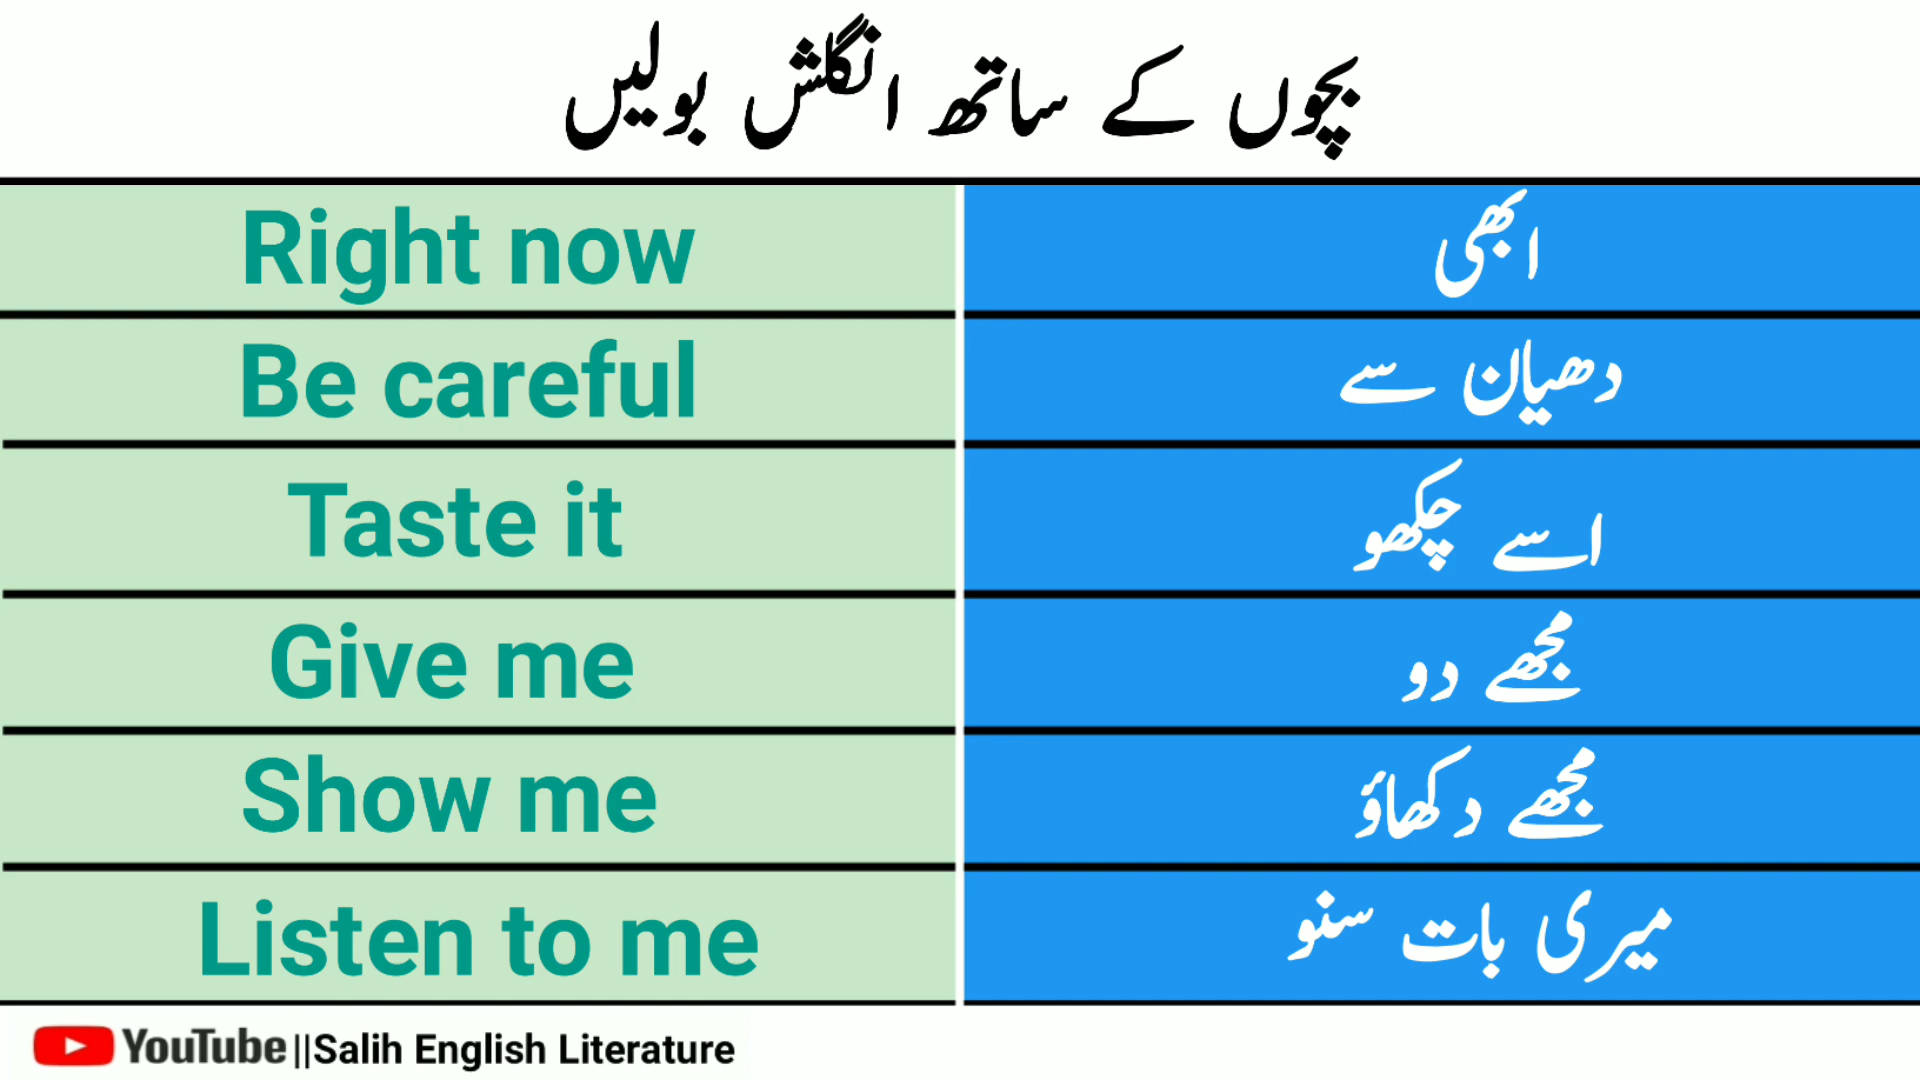 بچوں کے ساتھ انگلش بولیں
Right now ابھی
Be careful دھیان سے
Taste it اسے چکھو
Give me مجھے دو
Show me مجھے دکھاؤ
Listen to me میری بات سنو
YouTube ||Salih English Literature